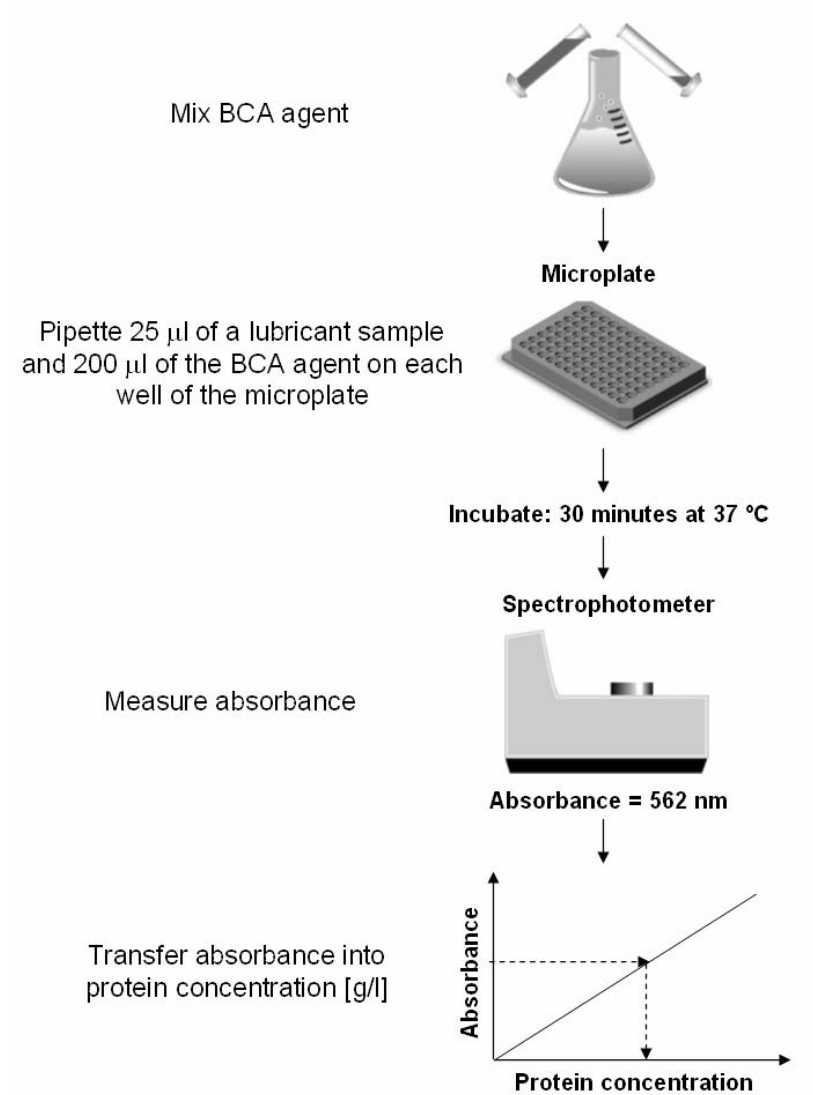 Mix BCA agent
Microplate
Pipette 25 μl of a lubricant sample
and 200 μl of the BCA agent on each
well of the microplate
Incubate: 30 minutes at 37 ºC
Spectrophotometer
Measure absorbance
Absorbance = 562 nm
Transfer absorbance into
protein concentration [g/l]
Absorbance
Protein concentration